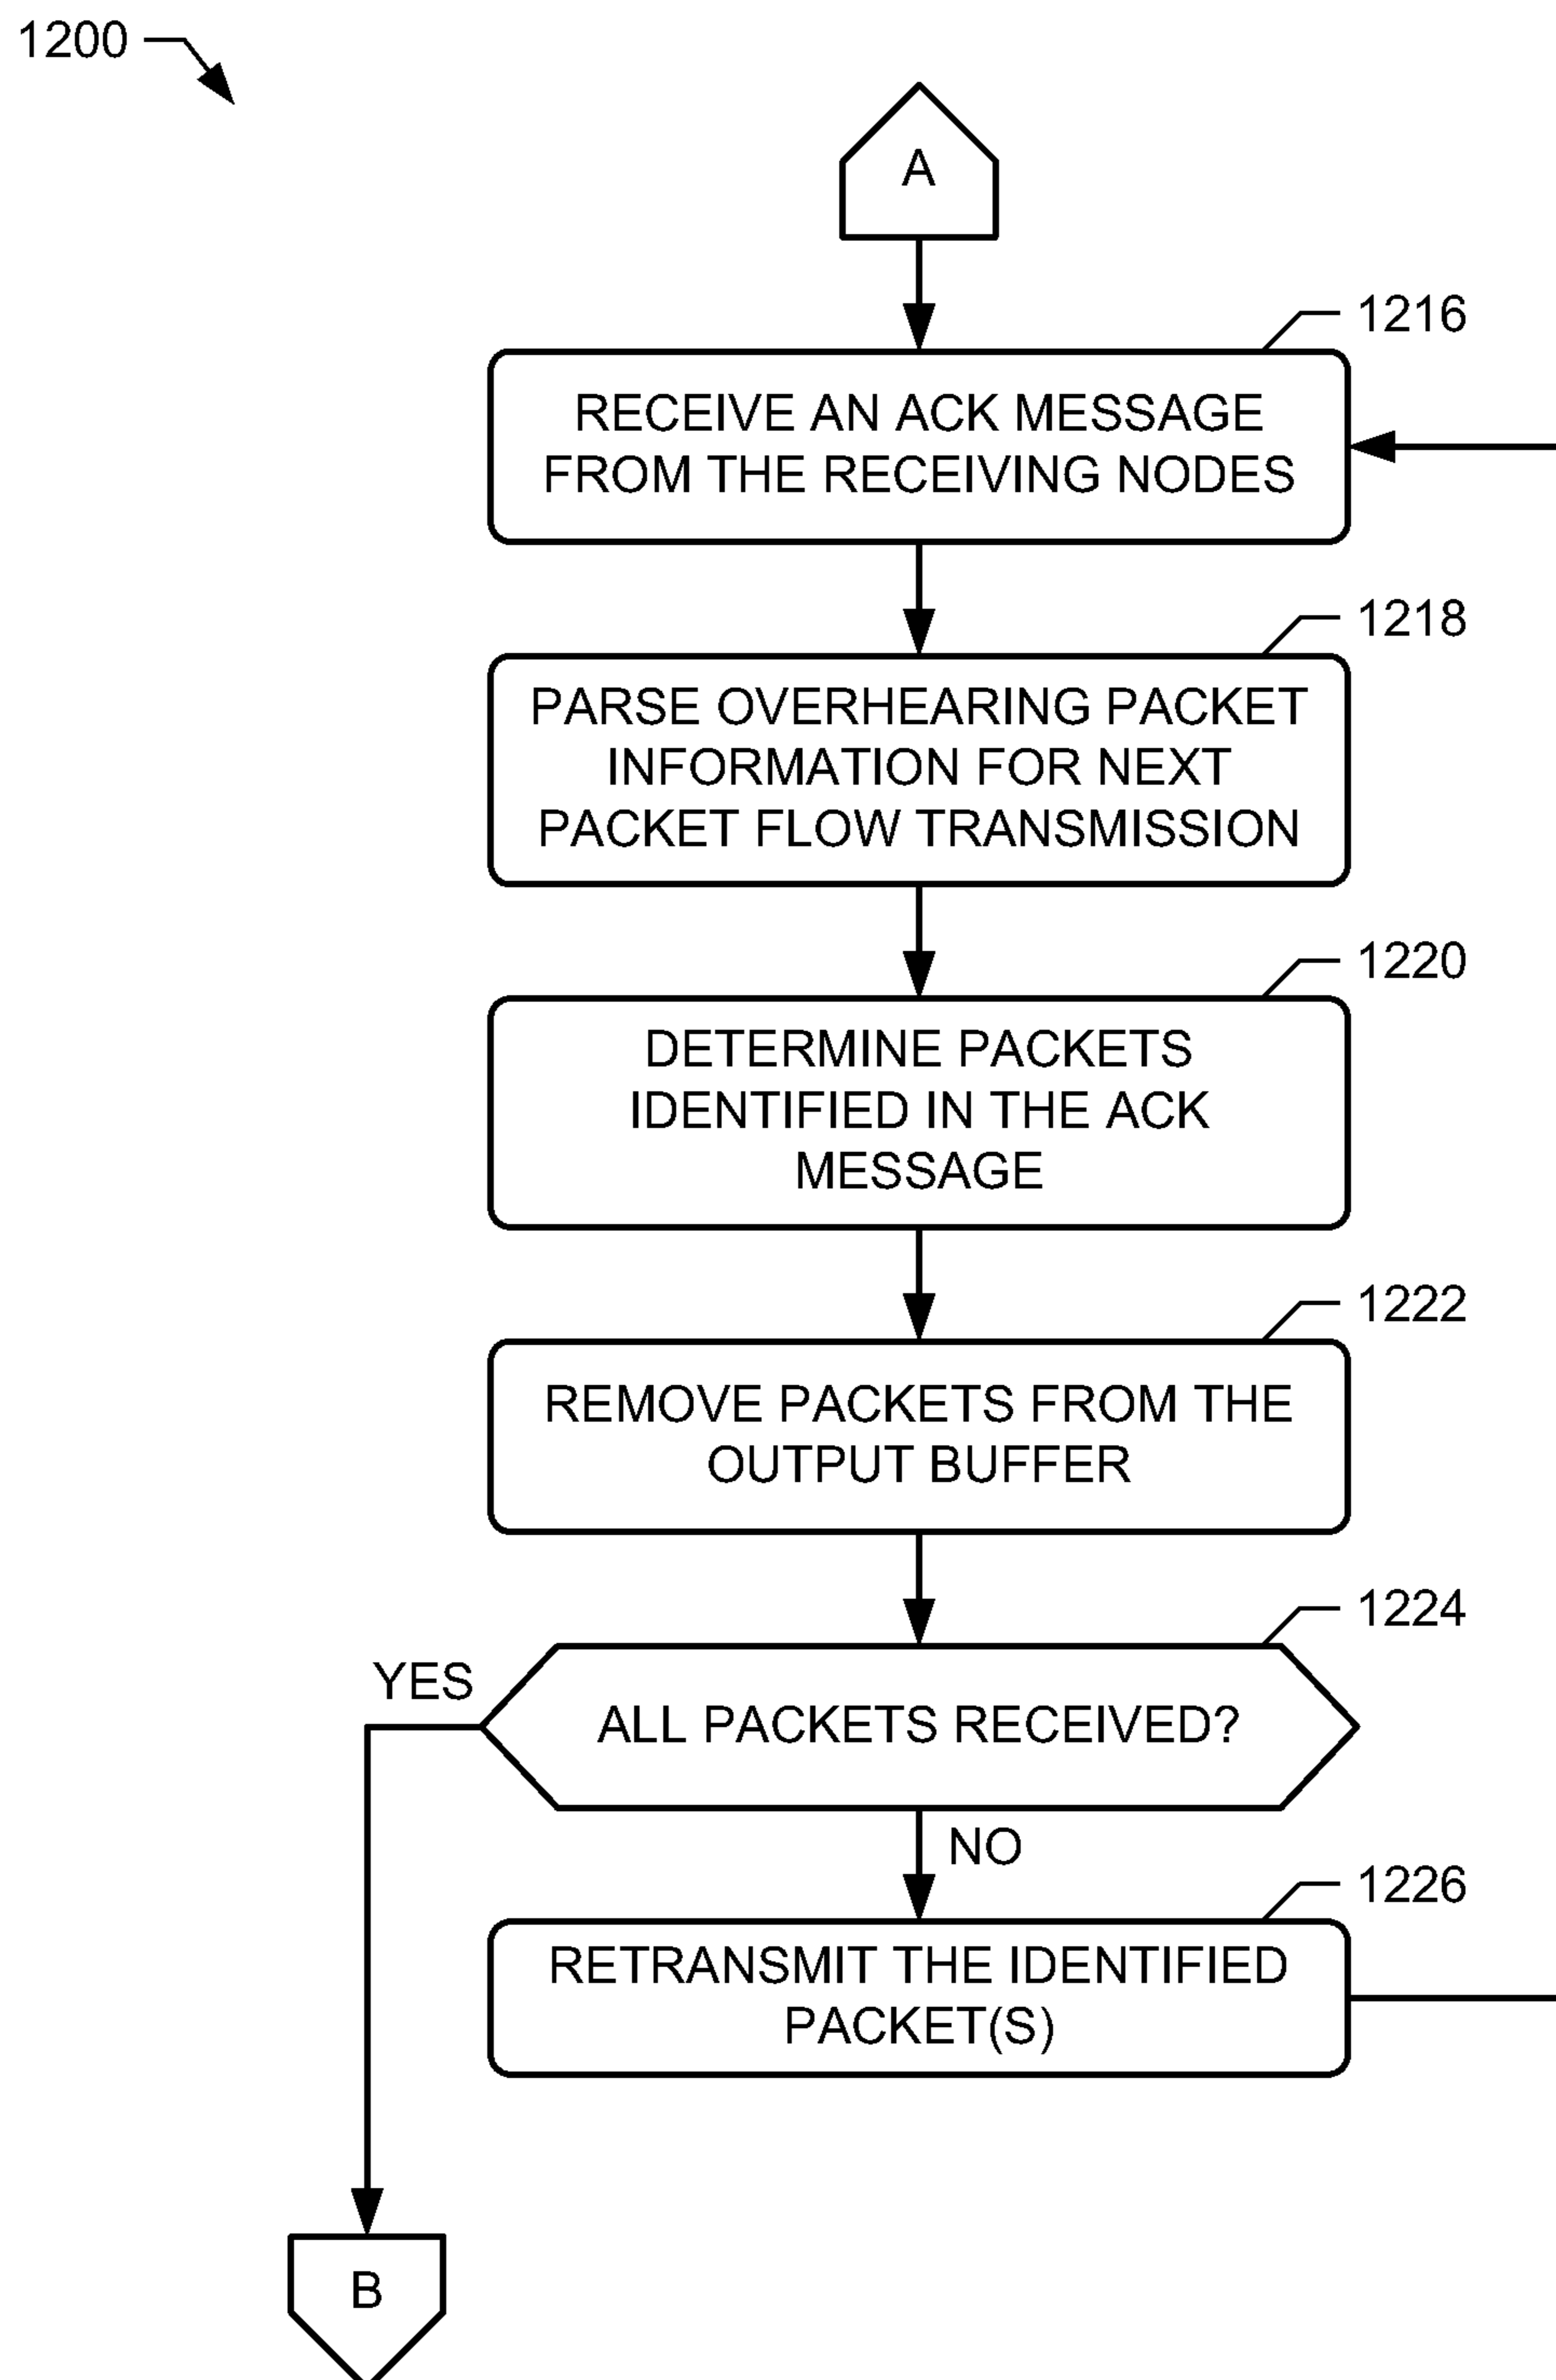 1200
A
1216
RECEIVE AN ACK MESSAGE
FROM THE RECEIVING NODES
1218
PARSE OVERHEARING PACKET
INFORMATION FOR NEXT
PACKET FLOW TRANSMISSION
1220
DETERMINE PACKETS
IDENTIFIED IN THE ACK
MESSAGE
1222
REMOVE PACKETS FROM THE
OUTPUT BUFFER
1224
YES
ALL PACKETS RECEIVED?
NO
1226
RETRANSMIT THE IDENTIFIED
PACKET(S)
B